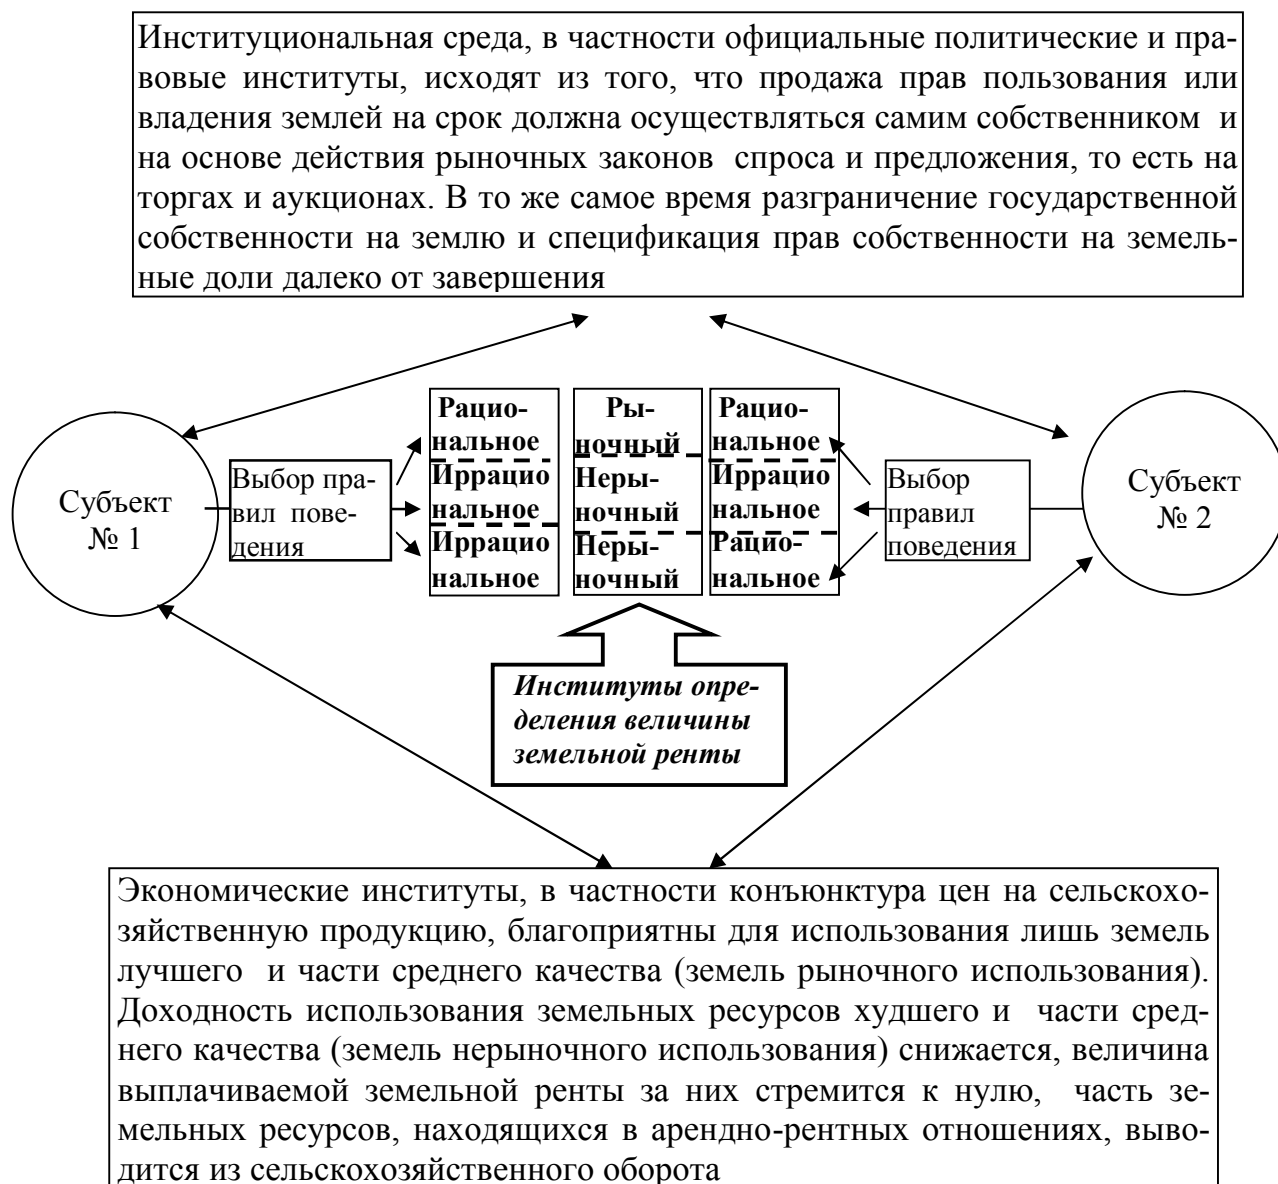 Институциональная среда, в частности официальные политические и пра-
вовые институты, исходят из того, что продажа прав пользования или
владения землей на срок должна осуществляться самим собственником и
на основе действия рыночных законов спроса и предложения, то есть на
торгах и аукционах. В то же самое время разграничение государственной
собственности на землю и спецификация прав собственности на земель-
ные доли далеко от завершения
Субъект
№ 1
Выбор пра-
вил пове-
дения
Рацио-
нальное
Иррацио
нальное
Иррацио
нальное
Ры-
ночный
Неры-
ночный
Неры-
ночный
Рацио-
нальное
Иррацио
нальное
Рацио-
нальное
Выбор
правил
поведения
Субъект
№ 2
Институты опре-
деления величины
земельной ренты
Экономические институты, в частности конъюнктура цен на сельскохо-
зяйственную продукцию, благоприятны для использования лишь земель
лучшего и части среднего качества (земель рыночного использования).
Доходность использования земельных ресурсов худшего и части сред-
него качества (земель нерыночного использования) снижается, величина
выплачиваемой земельной ренты за них стремится к нулю, часть зе-
мельных ресурсов, находящихся в арендно-рентных отношениях, выво-
дится из сельскохозяйственного оборота